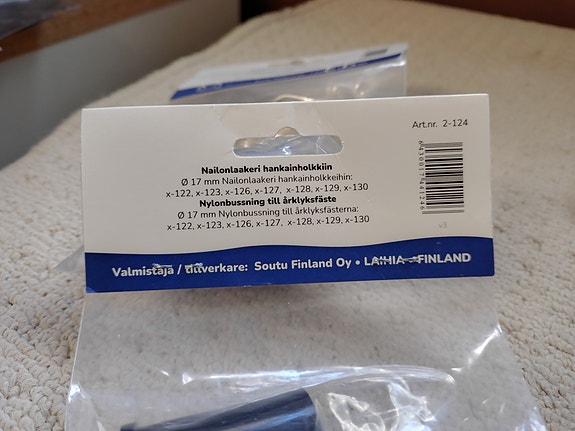 Art.nr. 2-124
Nailonlaakeri hankainholkkiin
Ø 17 mm Nailonlaakeri hankainholkkeihin:
x-122, x-123, x-126, x-127, x-128, x-129, x-130
Nylonbussning till årklyksfäste
Ø 17 mm Nylonbussning till årklyksfästerna:
x-122, x-123, x-126, x-127, x-128, x-129, x-130
v3
Valmistaja / tillverkare: Soutu Finland Oy • LAIHIA - FINLAND